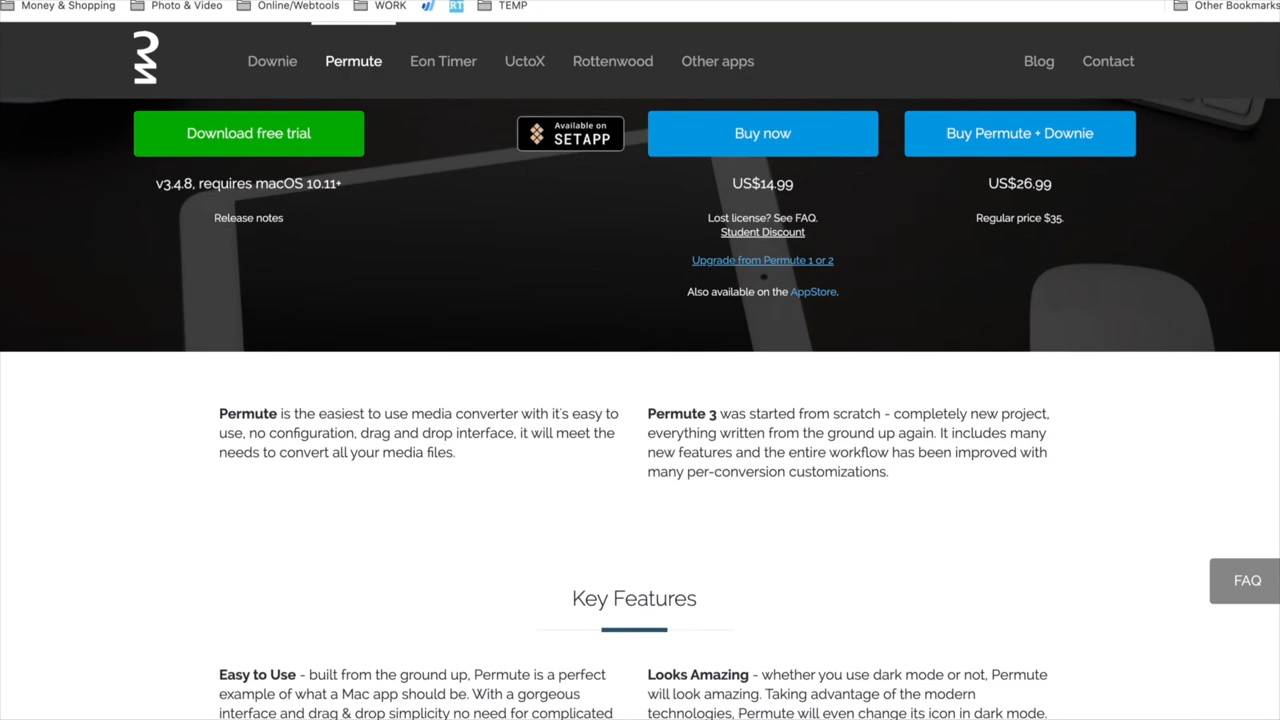 Money & Shopping Photo & Video Online/Webtools WORK RT TEMP Other Bookmarks
Downie Permute Eon Timer UctoX Rottenwood Other apps Blog Contact
Download free trial
Available on
SETAPP
Buy now
Buy Permute + Downie
v3.4.8, requires macOS 10.11+
US$14.99
US$26.99
Release notes
Lost license? See FAQ.
Regular price $35.
Student Discount
Upgrade from Permute 1 or 2
Also available on the AppStore.
Permute is the easiest to use media converter with it's easy to
use, no configuration, drag and drop interface, it will meet the
needs to convert all your media files.
Permute 3 was started from scratch - completely new project,
everything written from the ground up again. It includes many
new features and the entire workflow has been improved with
many per-conversion customizations.
FAQ
Key Features
Easy to Use - built from the ground up, Permute is a perfect
example of what a Mac app should be. With a gorgeous
interface and drag & drop simplicity no need for complicated
Looks Amazing - whether you use dark mode or not, Permute
will look amazing. Taking advantage of the modern
technologies, Permute will even change its icon in dark mode.